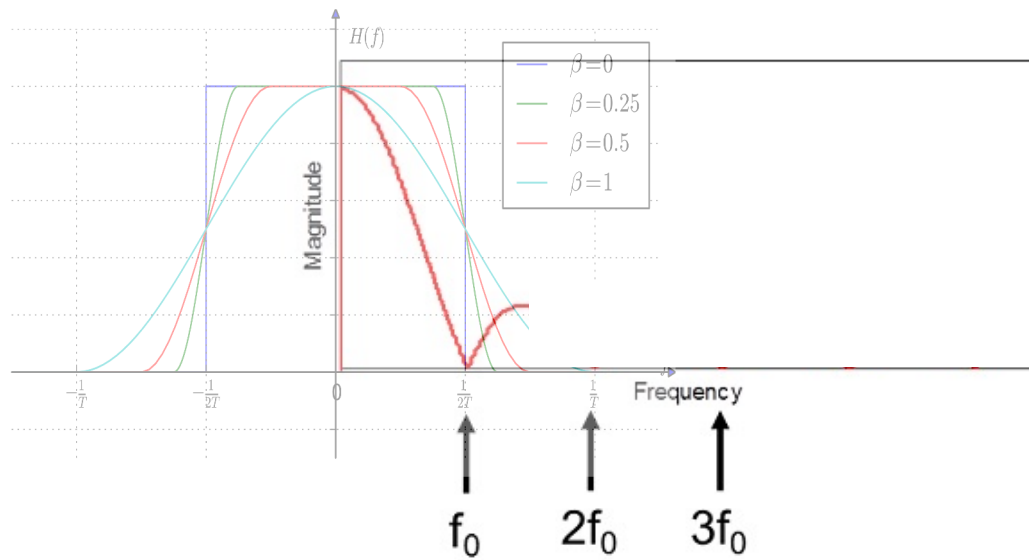 H(f)
β=0
β=0.25
β=0.5
β=1
Magnitude
-1/T
-1/2T
0
1/2T
1/T
Frequency
f₀
2f₀
3f₀